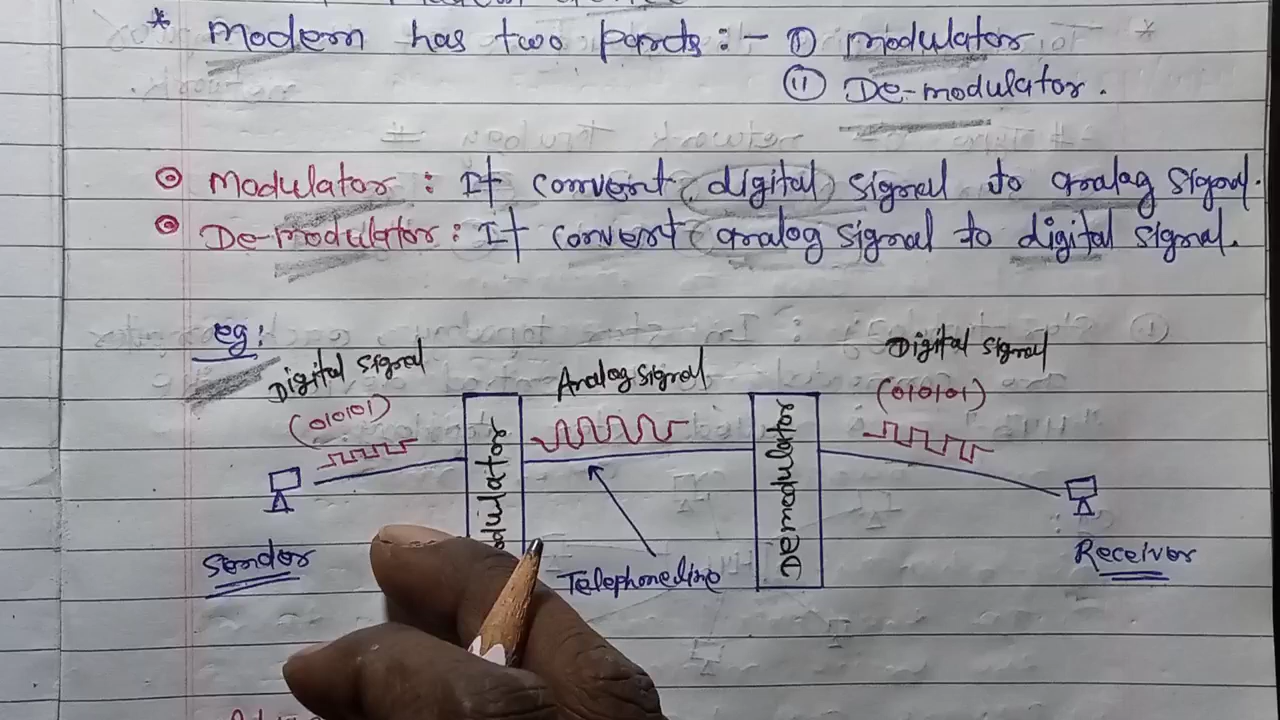 * Modem has two parts :- (i) modulator
(ii) De-modulator.
⊙ Modulator : It convert digital signal to analog signal.
⊙ De-modulator : It convert analog signal to digital signal.
eg:
Digital signal
(010101)
Analog signal
Digital signal
(010101)
Demodulator
Telephone line
Sender
Receiver